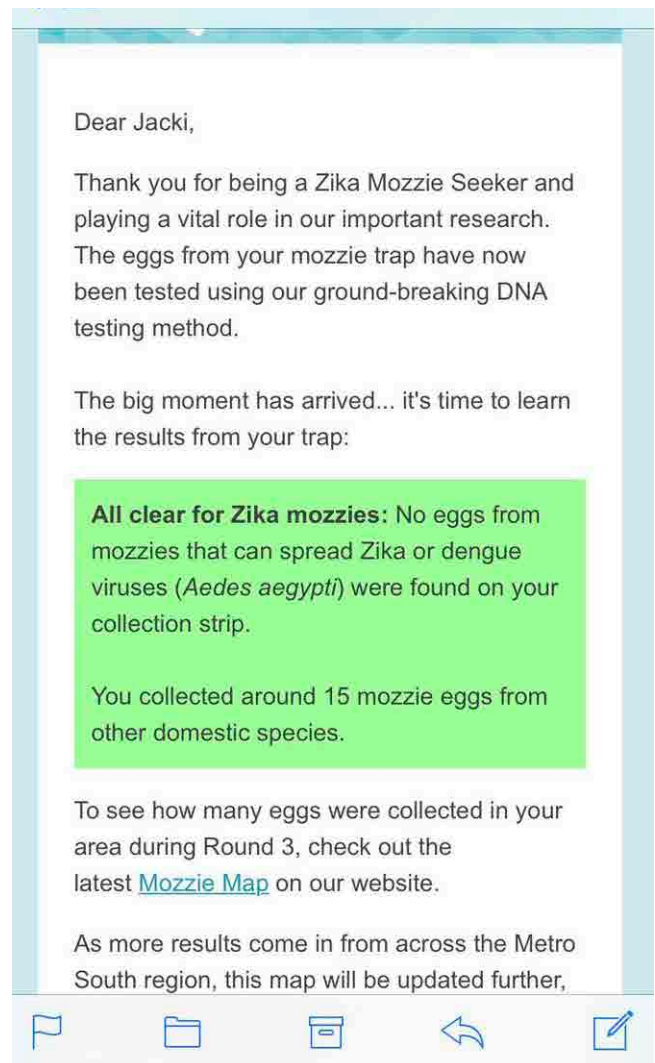 Dear Jacki,
Thank you for being a Zika Mozzie Seeker and
playing a vital role in our important research.
The eggs from your mozzie trap have now
been tested using our ground-breaking DNA
testing method.
The big moment has arrived... it's time to learn
the results from your trap:
All clear for Zika mozzies: No eggs from
mozzies that can spread Zika or dengue
viruses (Aedes aegypti) were found on your
collection strip.
You collected around 15 mozzie eggs from
other domestic species.
To see how many eggs were collected in your
area during Round 3, check out the
latest Mozzie Map on our website.
As more results come in from across the Metro
South region, this map will be updated further,